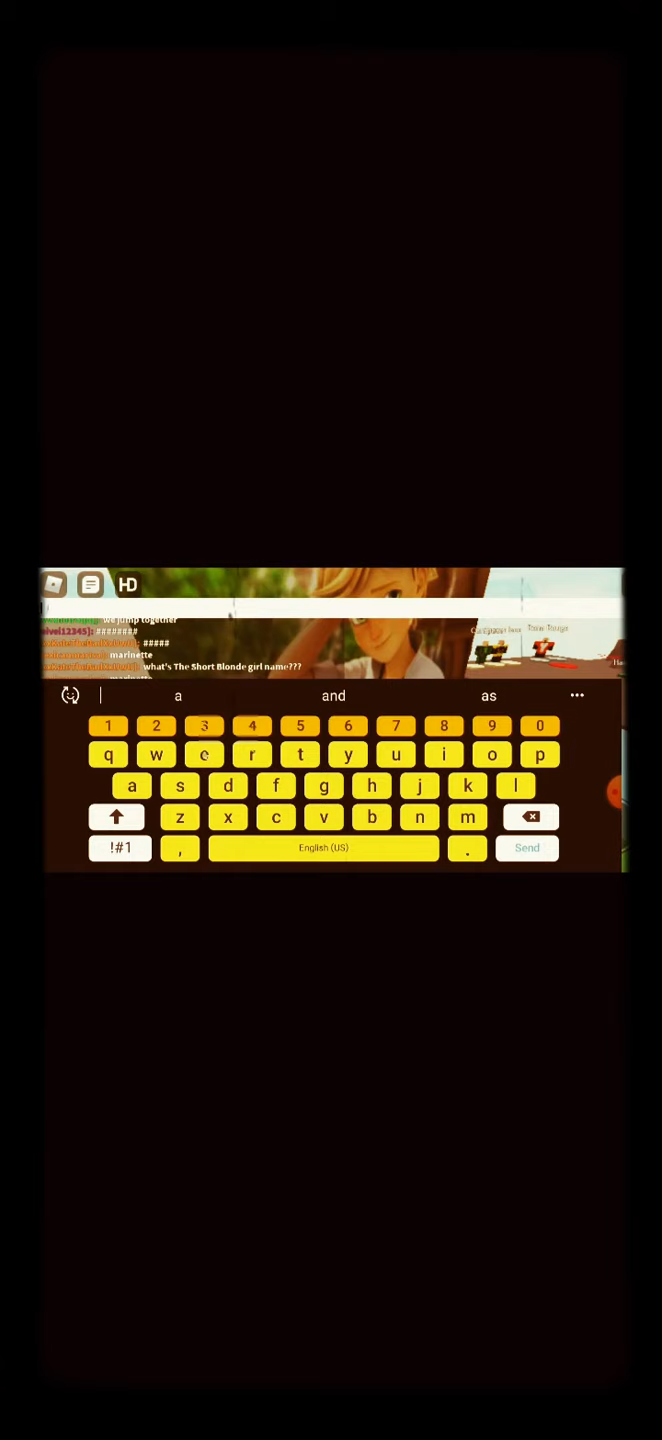 HD
we jump together
########
#####
marinette
what's The Short Blonde girl name???
marinette
a and as
1 2 3 4 5 6 7 8 9 0
q w e r t y u i o p
a s d f g h j k l
z x c v b n m
!#1 , English (US) . Send